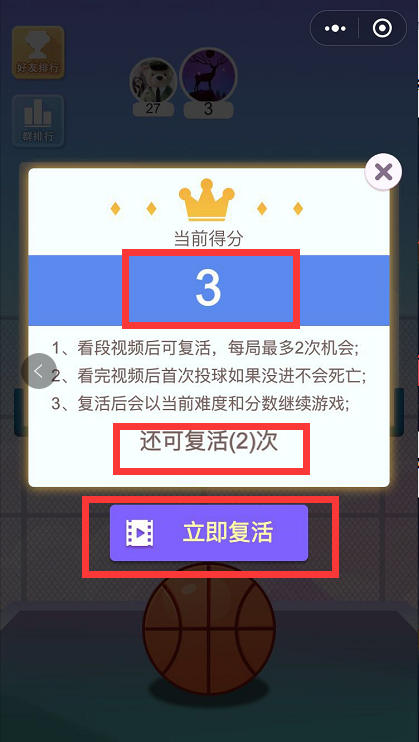 好友排行
27
3
群排行
当前得分
3
1、看段视频后可复活，每局最多2次机会;
2、看完视频后首次投球如果没进不会死亡;
3、复活后会以当前难度和分数继续游戏;
还可复活(2)次
立即复活